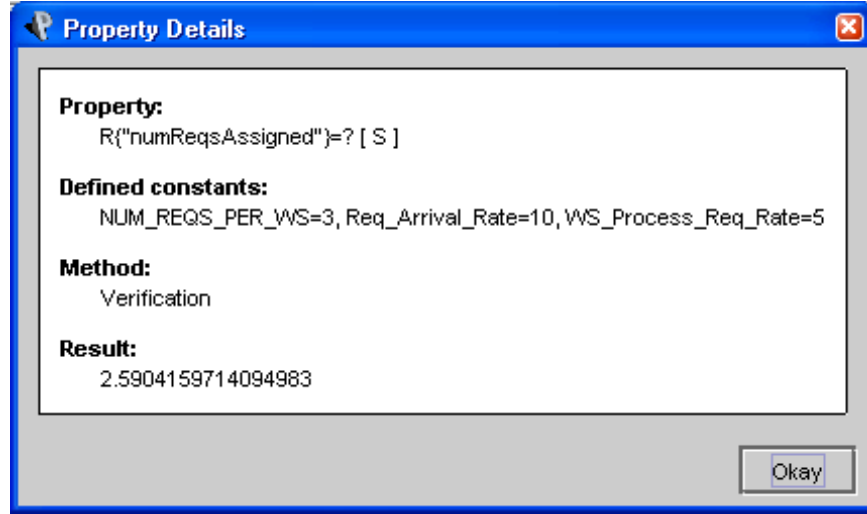 Property Details
Property:
R{"numReqsAssigned"}=? [ S ]
Defined constants:
NUM_REQS_PER_WS=3, Req_Arrival_Rate=10, WS_Process_Req_Rate=5
Method:
Verification
Result:
2.5904159714094983
Okay